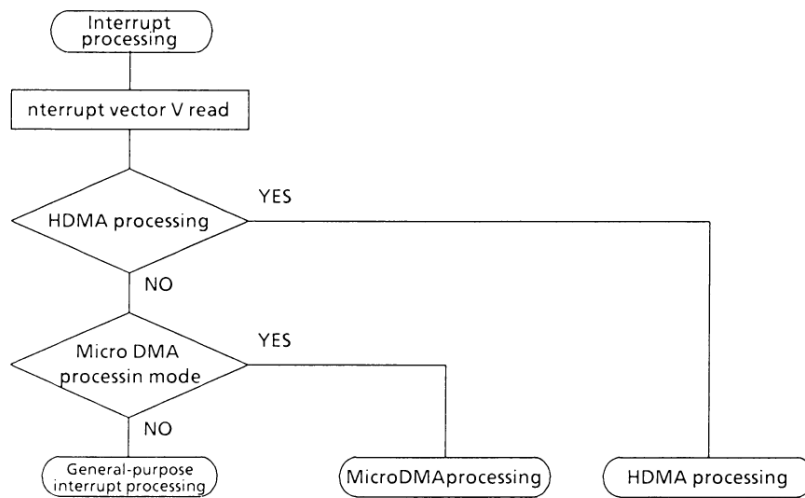 Interrupt
processing
nterrupt vector V read
YES
HDMA processing
NO
YES
Micro DMA
processin mode
NO
General-purpose
interrupt processing
MicroDMAprocessing
HDMA processing